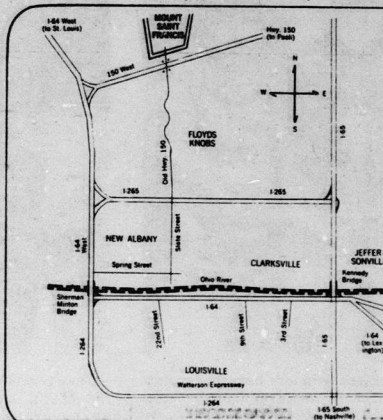 I-64 West
(to St. Louis)
MOUNT
SAINT
FRANCIS
Hwy. 150
(to Paoli)
150 West
N
W
E
S
FLOYDS
KNOBS
Old Hwy. 150
I-65
I-265
I-265
I-64
West
NEW ALBANY
State Street
Spring Street
CLARKSVILLE
JEFFER
SONVILL
Ohio River
Kennedy
Bridge
Sherman
Minton
Bridge
I-64
22nd Street
9th Street
3rd Street
I-65
I-64
(to Lex
ington)
I-264
LOUISVILLE
Watterson Expressway
I-264
I-65 South
(to Nashville)